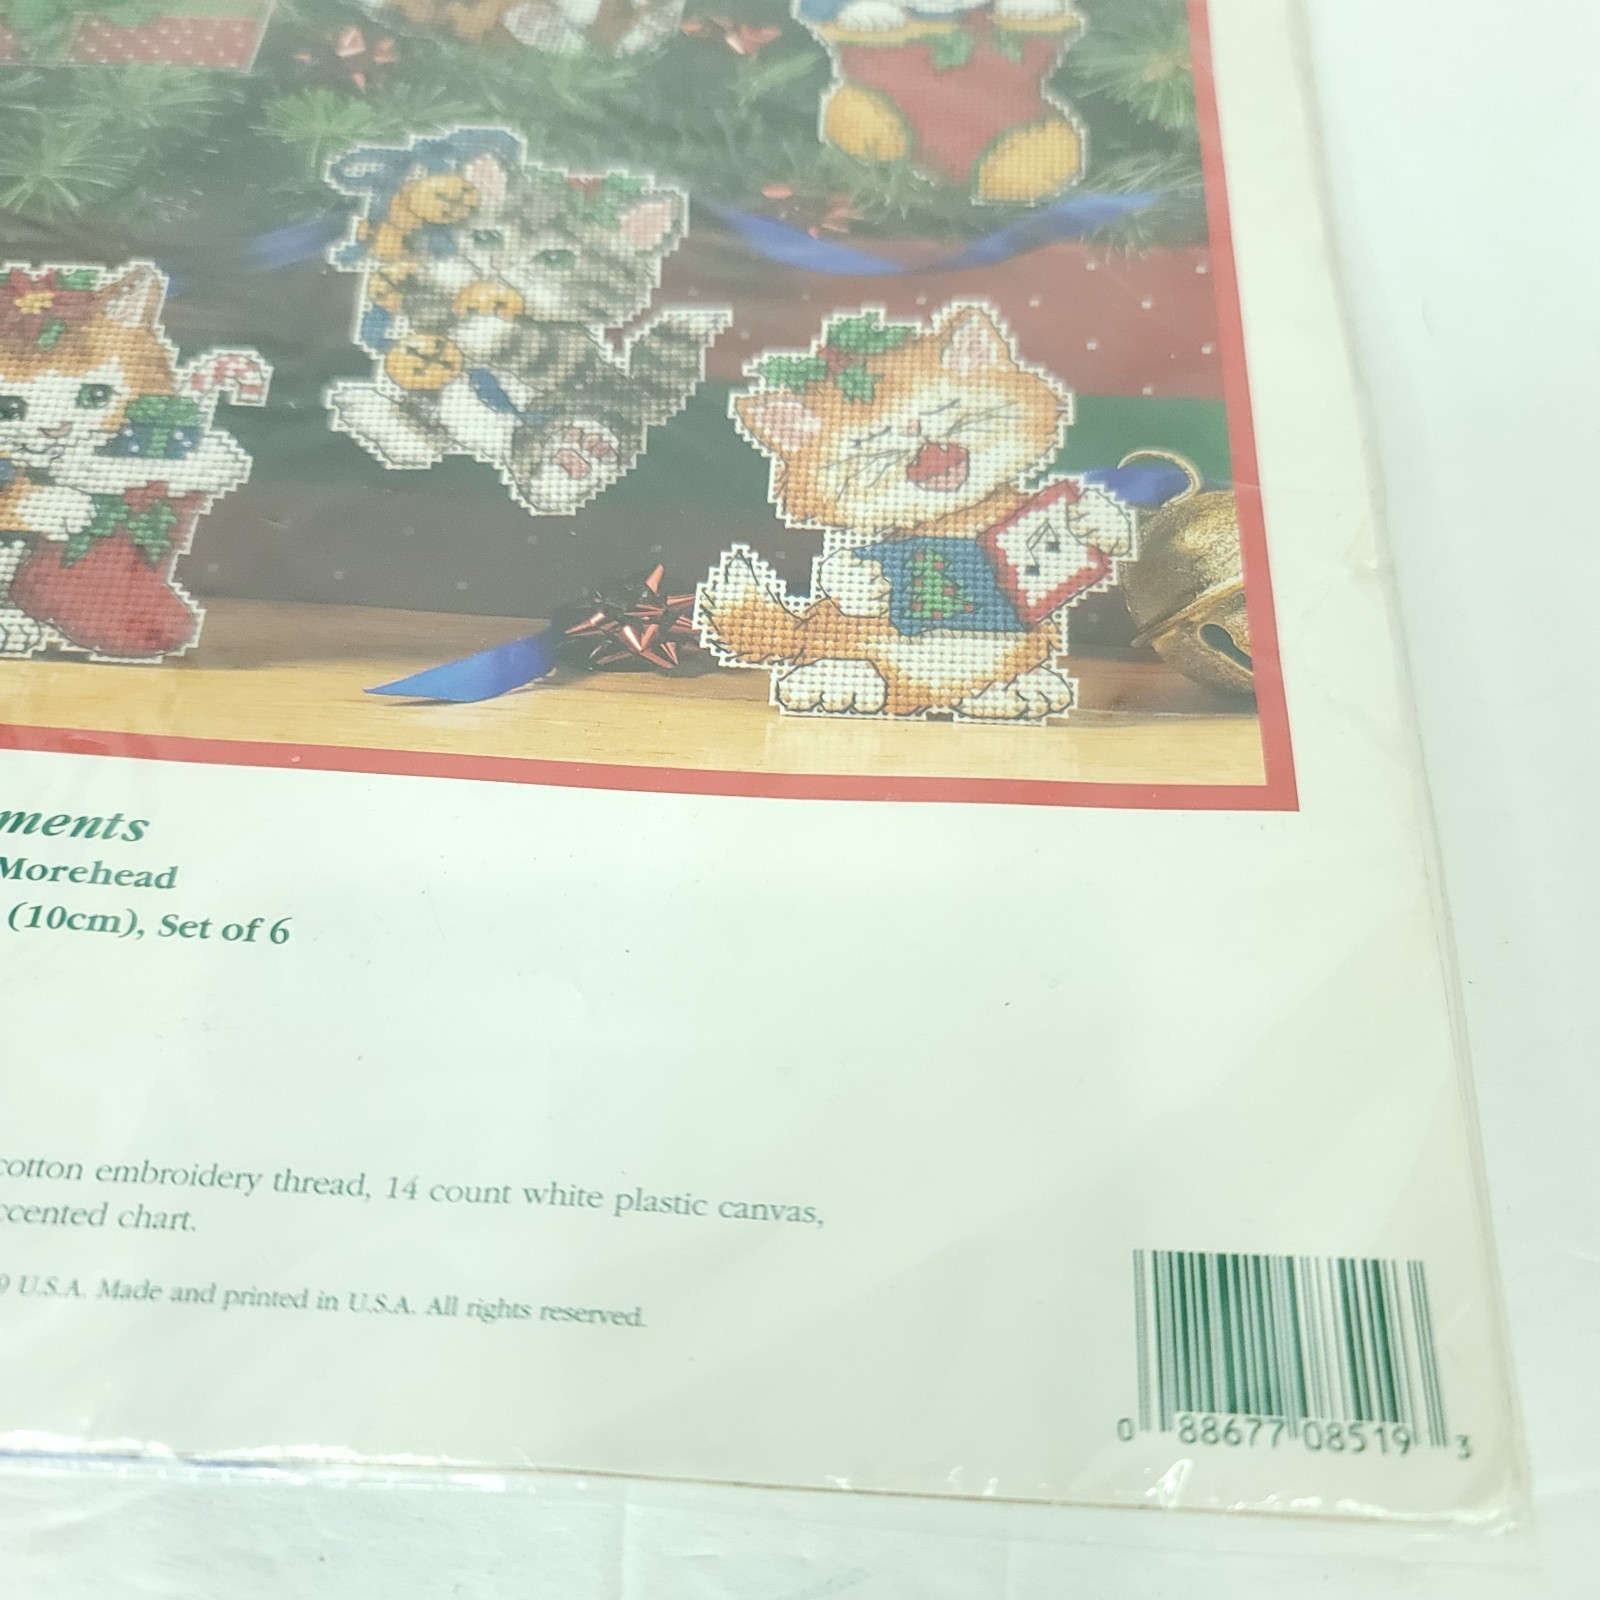 ments
Morehead
(10cm), Set of 6
cotton embroidery thread, 14 count white plastic canvas,
ccented chart.
9 U.S.A. Made and printed in U.S.A. All rights reserved.
0 88677 08519 3